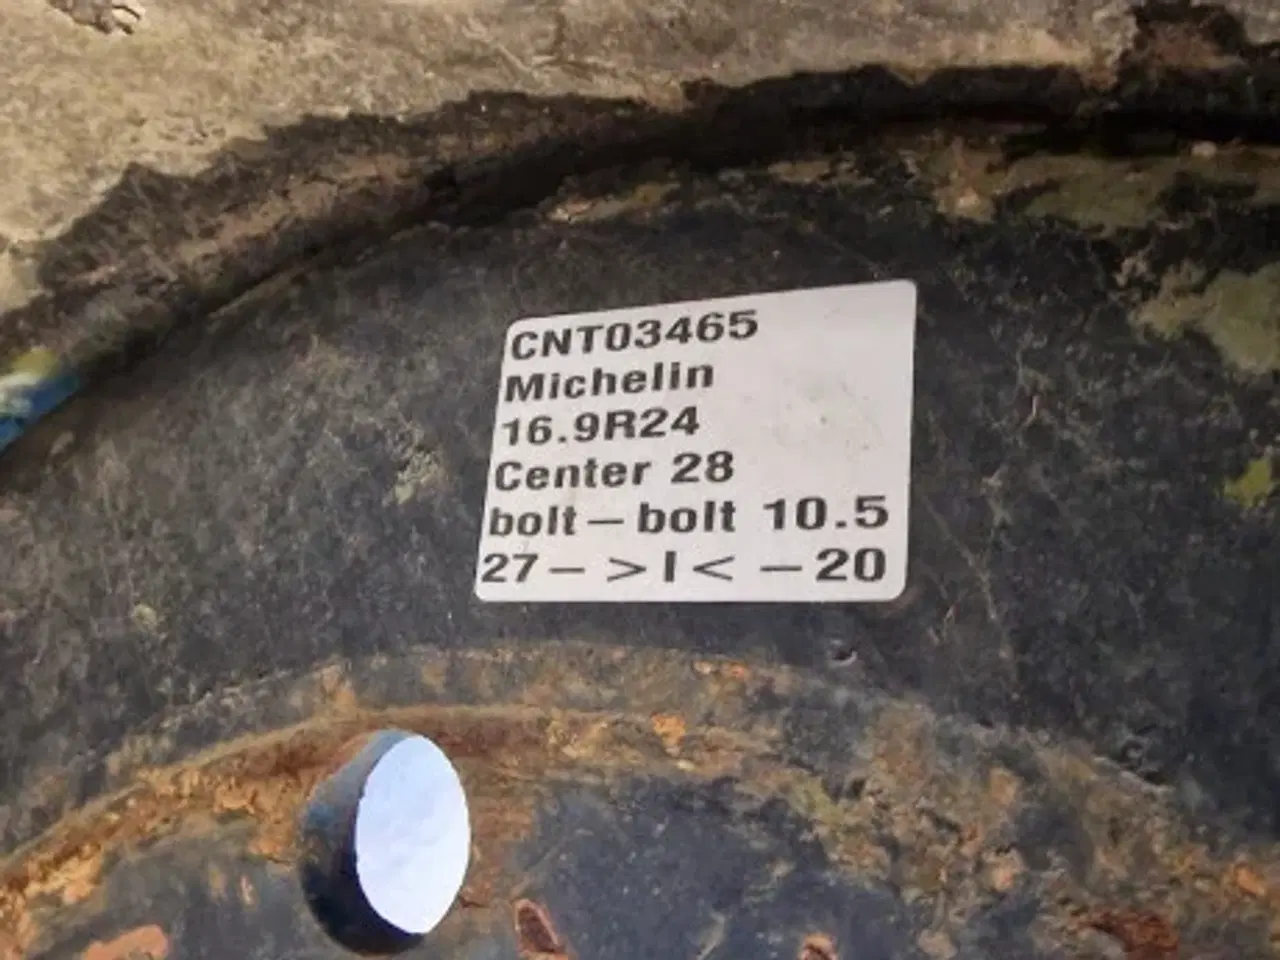 CNT03465
Michelin
16.9R24
Center 28
bolt-bolt 10.5
27- >|< -20